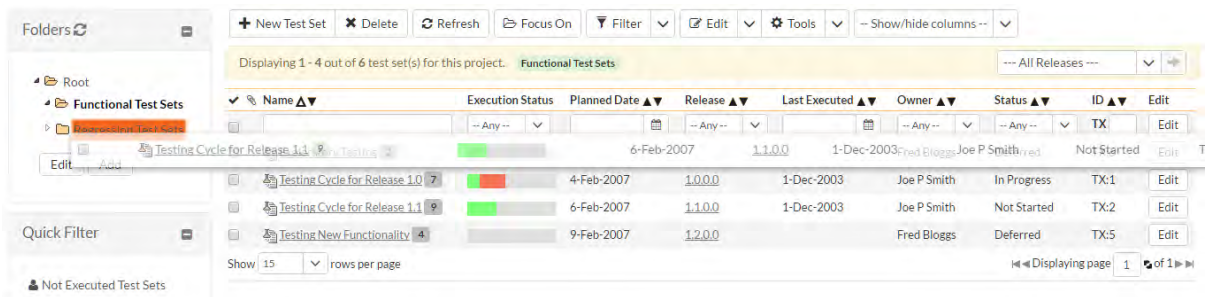 Folders
Root
Functional Test Sets
Regression Test Sets
Edit Add
Quick Filter
Not Executed Test Sets
New Test Set Delete Refresh Focus On Filter Edit Tools -- Show/hide columns --
Displaying 1 - 4 out of 6 test set(s) for this project. Functional Test Sets --- All Releases ---
Name Execution Status Planned Date Release Last Executed Owner Status ID Edit
-- Any -- -- Any -- -- Any -- -- Any -- TX Edit
Testing Cycle for Release 1.1 9 6-Feb-2007 1.1.0.0 1-Dec-2003 Joe P Smith Not Started T
Testing 2 Fred Bloggs Deferred Edit
Testing Cycle for Release 1.0 7 4-Feb-2007 1.0.0.0 1-Dec-2003 Joe P Smith In Progress TX:1 Edit
Testing Cycle for Release 1.1 9 6-Feb-2007 1.1.0.0 1-Dec-2003 Joe P Smith Not Started TX:2 Edit
Testing New Functionality 4 9-Feb-2007 1.2.0.0 Fred Bloggs Deferred TX:5 Edit
Show 15 rows per page Displaying page 1 of 1